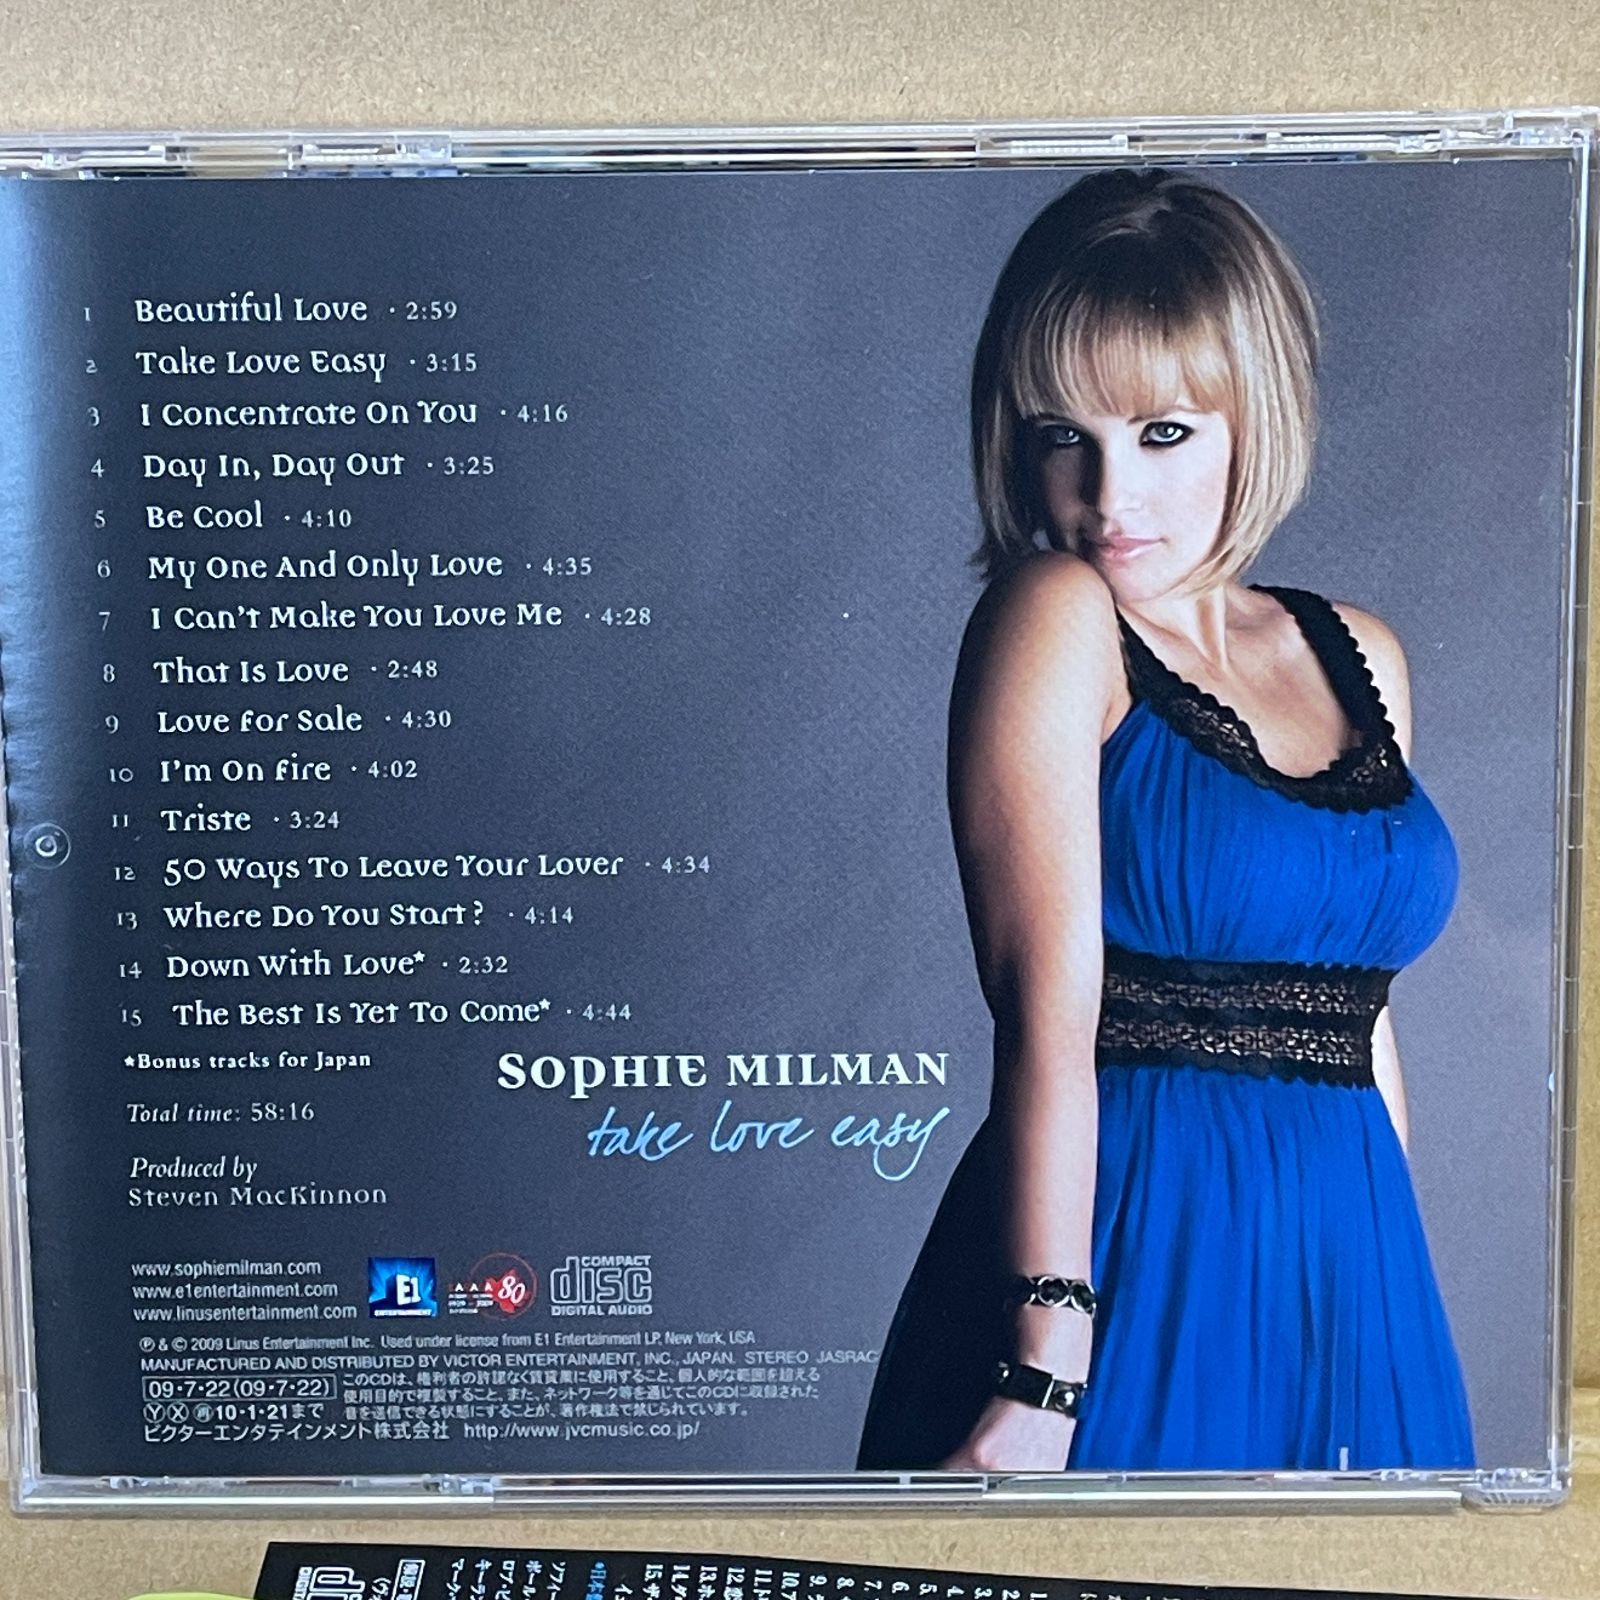 1 Beautiful Love · 2:59
2 Take Love Easy · 3:15
3 I Concentrate On You · 4:16
4 Day In, Day Out · 3:25
5 Be Cool · 4:10
6 My One And Only Love · 4:35
7 I Can't Make You Love Me · 4:28
8 That Is Love · 2:48
9 Love For Sale · 4:30
10 I'm On Fire · 4:02
11 Triste · 3:24
12 50 Ways To Leave Your Lover · 4:34
13 Where Do You Start? · 4:14
14 Down With Love* · 2:32
15 The Best Is Yet To Come* · 4:44
*Bonus tracks for Japan
Total time: 58:16
SOPHIE MILMAN
take love easy
Produced by
Steven MacKinnon
www.sophiemilman.com
www.e1entertainment.com
www.linusentertainment.com
E1
ENTERTAINMENT
80
COMPACT
disc
DIGITAL AUDIO
℗ & © 2009 Linus Entertainment Inc. Used under license from E1 Entertainment LP, New York, USA
MANUFACTURED AND DISTRIBUTED BY VICTOR ENTERTAINMENT, INC., JAPAN. STEREO JASRAC
09・7・22(09・7・22)
Ⓨ Ⓧ 10・1・21まで
このCDは、権利者の許諾なく賃貸業に使用すること、個人的な範囲を超える
使用目的で複製すること、また、ネットワーク等を通じてこのCDに収録された
音を送信できる状態にすることが、著作権法で禁じられています。
ビクターエンタテインメント株式会社 http://www.jvcmusic.co.jp/